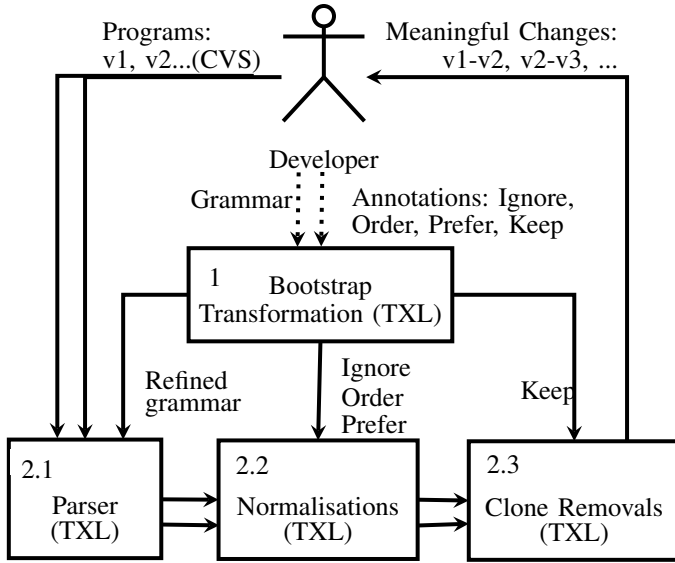 Programs:
v1, v2...(CVS)
Meaningful Changes:
v1-v2, v2-v3, ...
Developer
Grammar
Annotations: Ignore,
Order, Prefer, Keep
1
Bootstrap
Transformation (TXL)
Refined
grammar
Ignore
Order
Prefer
Keep
2.1
Parser
(TXL)
2.2
Normalisations
(TXL)
2.3
Clone Removals
(TXL)